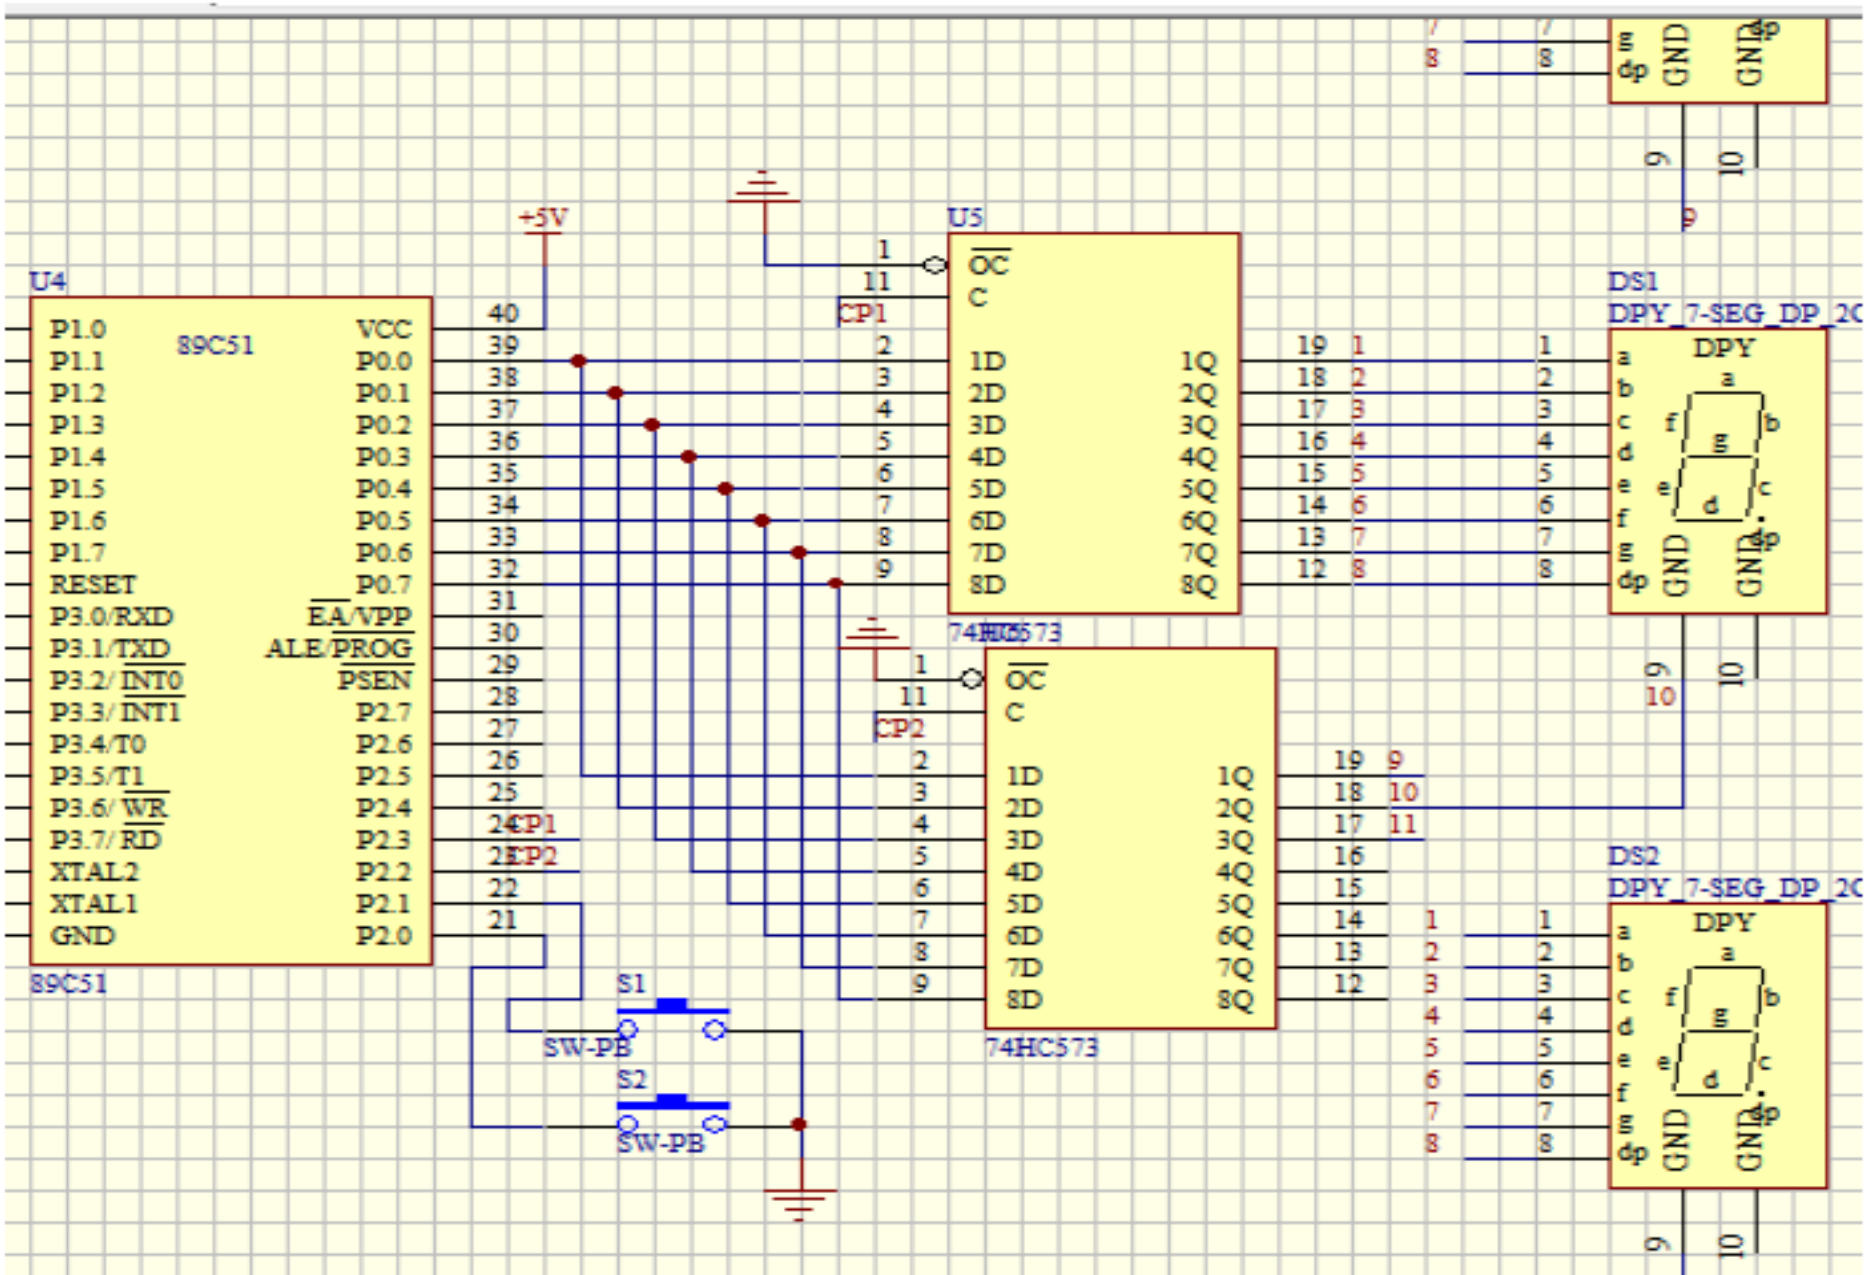 7 7 g GND GND dp
8 8 dp
9 10
9
+5V
U5
1 OC
11 C
CP1
2 1D 1Q 19 1
3 2D 2Q 18 2
4 3D 3Q 17 3
5 4D 4Q 16 4
6 5D 5Q 15 5
7 6D 6Q 14 6
8 7D 7Q 13 7
9 8D 8Q 12 8
U4
89C51
P1.0 VCC 40
P1.1 P0.0 39
P1.2 P0.1 38
P1.3 P0.2 37
P1.4 P0.3 36
P1.5 P0.4 35
P1.6 P0.5 34
P1.7 P0.6 33
RESET P0.7 32
P3.0/RXD EA/VPP 31
P3.1/TXD ALE/PROG 30
P3.2/ INT0 PSEN 29
P3.3/ INT1 P2.7 28
P3.4/T0 P2.6 27
P3.5/T1 P2.5 26
P3.6/ WR P2.4 25
P3.7/ RD P2.3 24 CP1
XTAL2 P2.2 23 CP2
XTAL1 P2.1 22
GND P2.0 21
89C51
DS1
DPY_7-SEG_DP_2C
DPY
1 a
2 b
3 c
4 d
5 e
6 f
7 g
8 dp
a
f b
g
e c
d
dp
GND GND
9 10
10
1 OC
11 C
CP2
2 1D 1Q 19 9
3 2D 2Q 18 10
4 3D 3Q 17 11
5 4D 4Q 16
6 5D 5Q 15
7 6D 6Q 14
8 7D 7Q 13
9 8D 8Q 12
74HC573
S1
SW-PB
S2
SW-PB
DS2
DPY_7-SEG_DP_2C
DPY
1 1 a
2 2 b
3 3 c
4 4 d
5 5 e
6 6 f
7 7 g
8 8 dp
a
f b
g
e c
d
dp
GND GND
9 10